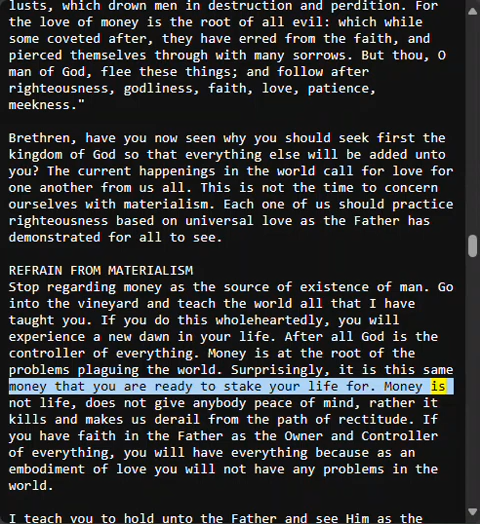 lusts, which drown men in destruction and perdition. For
the love of money is the root of all evil: which while
some coveted after, they have erred from the faith, and
pierced themselves through with many sorrows. But thou, O
man of God, flee these things; and follow after
righteousness, godliness, faith, love, patience,
meekness."
Brethren, have you now seen why you should seek first the
kingdom of God so that everything else will be added unto
you? The current happenings in the world call for love for
one another from us all. This is not the time to concern
ourselves with materialism. Each one of us should practice
righteousness based on universal love as the Father has
demonstrated for all to see.
REFRAIN FROM MATERIALISM
Stop regarding money as the source of existence of man. Go
into the vineyard and teach the world all that I have
taught you. If you do this wholeheartedly, you will
experience a new dawn in your life. After all God is the
controller of everything. Money is at the root of the
problems plaguing the world. Surprisingly, it is this same
money that you are ready to stake your life for. Money is
not life, does not give anybody peace of mind, rather it
kills and makes us derail from the path of rectitude. If
you have faith in the Father as the Owner and Controller
of everything, you will have everything because as an
embodiment of love you will not have any problems in the
world.
I teach you to hold unto the Father and see Him as the